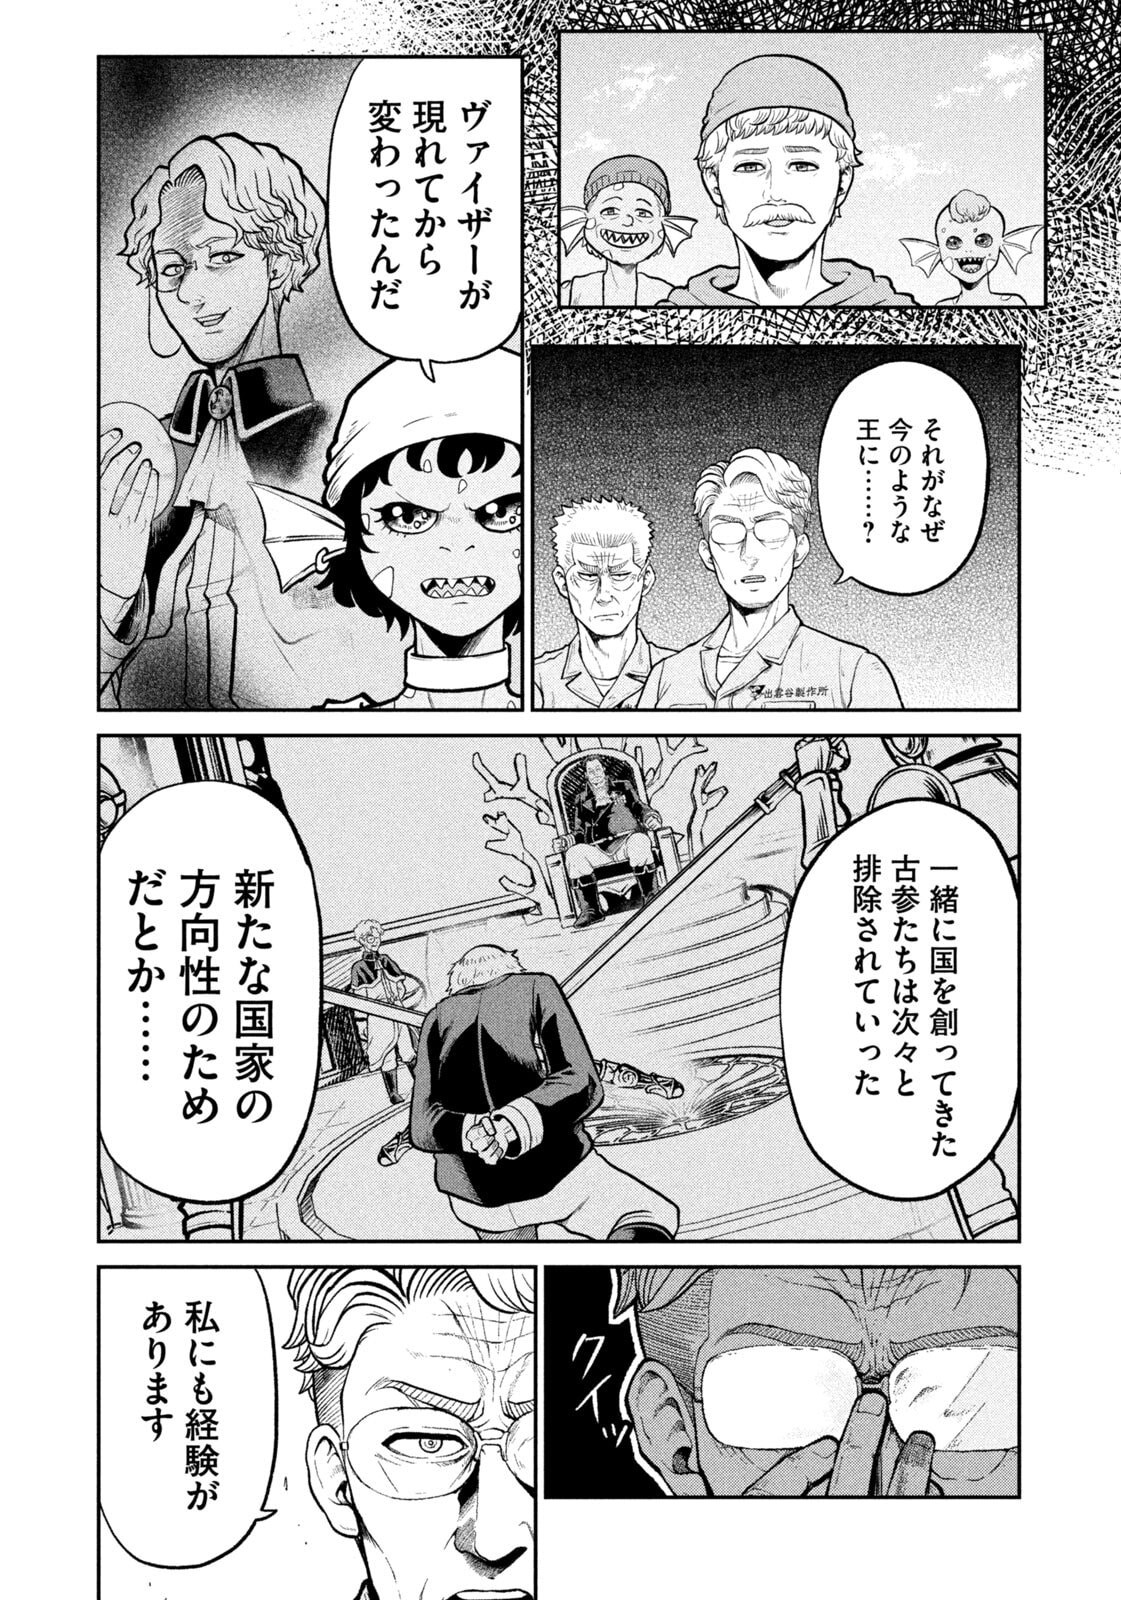 それがなぜ
今のような
王に……?
出雲谷製作所
ヴァイザーが
現れてから
変わったんだ
一緒に国を創ってきた
古参たちは次々と
排除されていった
新たな国家の
方向性のため
だとか……
クイッ
私にも経験が
あります